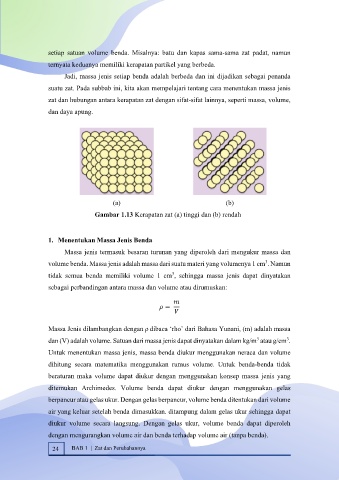 setiap satuan volume benda. Misalnya: batu dan kapas sama-sama zat padat, namun
ternyata keduanya memiliki kerapatan partikel yang berbeda.
Jadi, massa jenis setiap benda adalah berbeda dan ini dijadikan sebagai penanda
suatu zat. Pada subbab ini, kita akan mempelajari tentang cara menentukan massa jenis
zat dan hubungan antara kerapatan zat dengan sifat-sifat lainnya, seperti massa, volume,
dan daya apung.
(a) (b)
Gambar 1.13 Kerapatan zat (a) tinggi dan (b) rendah
1. Menentukan Massa Jenis Benda
Massa jenis termasuk besaran turunan yang diperoleh dari mengukur massa dan
volume benda. Massa jenis adalah massa dari suatu materi yang volumenya 1 cm³. Namun
tidak semua benda memiliki volume 1 cm³, sehingga massa jenis dapat dinyatakan
sebagai perbandingan antara massa dan volume atau dirumuskan:
ρ = m/V
Massa Jenis dilambangkan dengan ρ dibaca ‘rho’ dari Bahasa Yunani, (m) adalah massa
dan (V) adalah volume. Satuan dari massa jenis dapat dinyatakan dalam kg/m³ atau g/cm³.
Untuk menentukan massa jenis, massa benda diukur menggunakan neraca dan volume
dihitung secara matematika menggunakan rumus volume. Untuk benda-benda tidak
beraturan maka volume dapat diukur dengan menggunakan konsep massa jenis yang
ditemukan Archimedes. Volume benda dapat diukur dengan menggunakan gelas
berpancur atau gelas ukur. Dengan gelas berpancur, volume benda ditentukan dari volume
air yang keluar setelah benda dimasukkan, ditampung dalam gelas ukur sehingga dapat
diukur volume secara langsung. Dengan gelas ukur, volume benda dapat diperoleh
dengan mengurangkan volume air dan benda terhadap volume air (tanpa benda).
24 BAB 1 | Zat dan Perubahannya